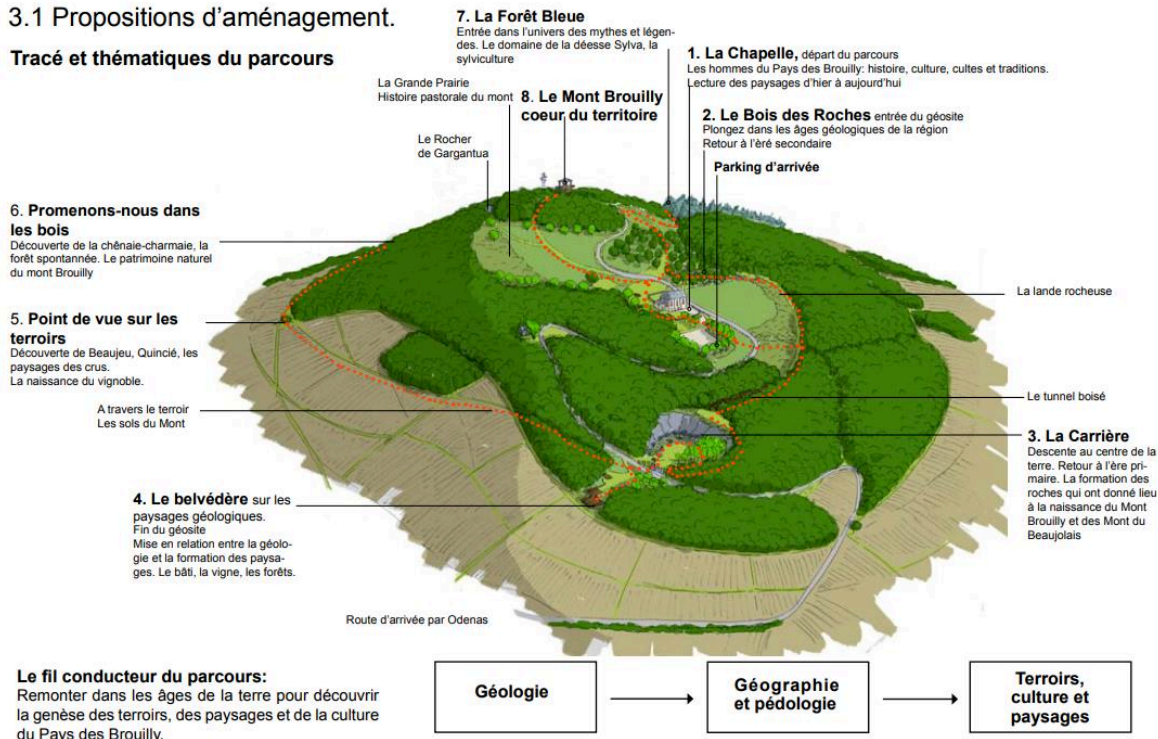 3.1 Propositions d'aménagement.
Tracé et thématiques du parcours
7. La Forêt Bleue
Entrée dans l'univers des mythes et légen-
des. Le domaine de la déesse Sylva, la
sylviculture
1. La Chapelle, départ du parcours
Les hommes du Pays des Brouilly: histoire, culture, cultes et traditions.
Lecture des paysages d'hier à aujourd'hui
La Grande Prairie
Histoire pastorale du mont
8. Le Mont Brouilly
coeur du territoire
2. Le Bois des Roches entrée du géosite
Plongez dans les âges géologiques de la région
Retour à l'èré secondaire
Le Rocher
de Gargantua
Parking d'arrivée
6. Promenons-nous dans
les bois
Découverte de la chênaie-charmaie, la
forêt spontannée. Le patrimoine naturel
du mont Brouilly
La lande rocheuse
5. Point de vue sur les
terroirs
Découverte de Beaujeu, Quincié, les
paysages des crus.
La naissance du vignoble.
A travers le terroir
Les sols du Mont
Le tunnel boisé
3. La Carrière
Descente au centre de la
terre. Retour à l'ère pri-
maire. La formation des
roches qui ont donné lieu
à la naissance du Mont
Brouilly et des Mont du
Beaujolais
4. Le belvédère sur les
paysages géologiques.
Fin du géosite
Mise en relation entre la géolo-
gie et la formation des paysa-
ges. Le bâti, la vigne, les forêts.
Route d'arrivée par Odenas
Le fil conducteur du parcours:
Remonter dans les âges de la terre pour découvrir
la genèse des terroirs, des paysages et de la culture
du Pays des Brouilly.
Géologie
Géographie
et pédologie
Terroirs,
culture et
paysages